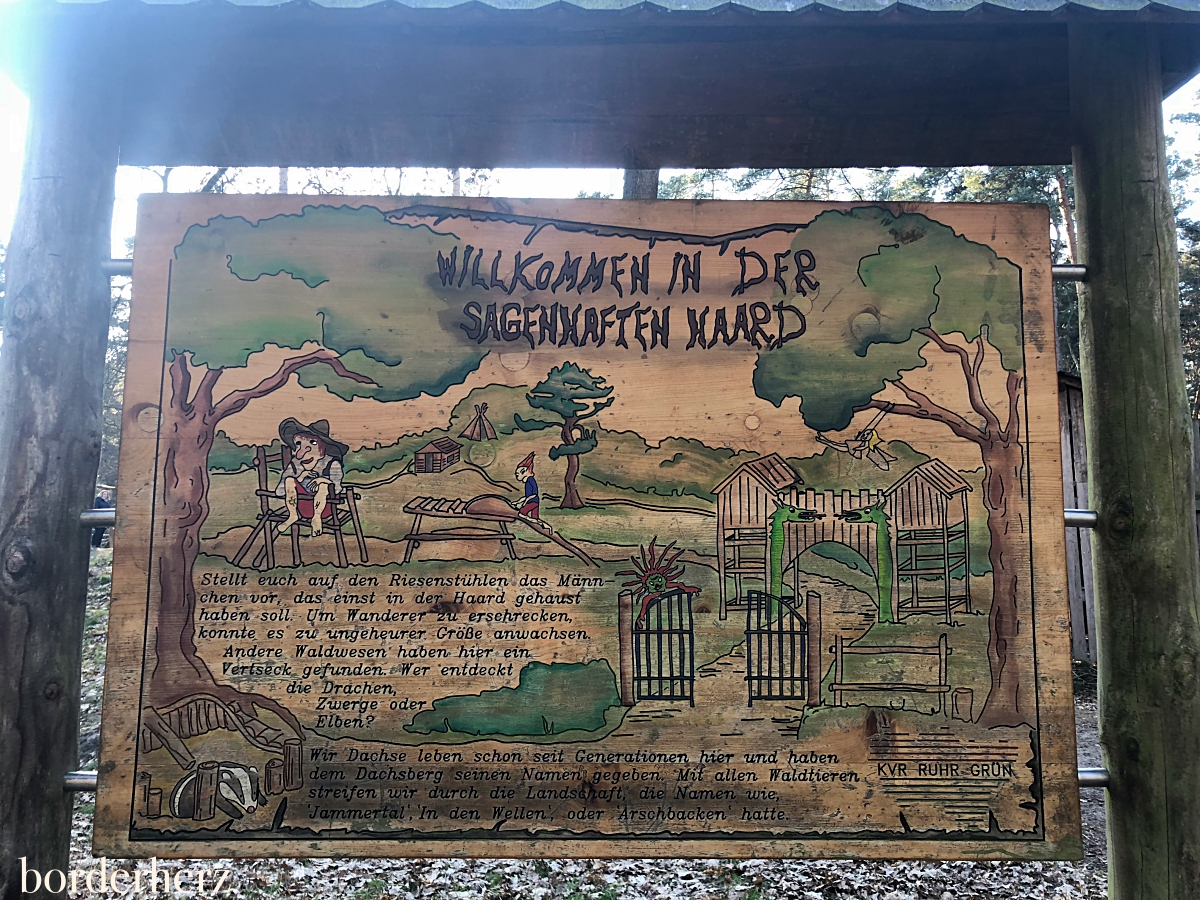 WILLKOMMEN IN DER
SAGENHAFTEN HAARD
Stellt euch auf den Riesenstühlen das Männ-
chen vor, das einst in der Haard gehaust
haben soll. Um Wanderer zu erschrecken,
konnte es zu ungeheurer Größe anwachsen.
Andere Waldwesen haben hier ein
Vertseck gefunden. Wer entdeckt
die Drachen,
Zwerge oder
Elben?
Wir Dachse leben schon seit Generationen hier und haben
dem Dachsberg seinen Namen gegeben. Mit allen Waldtieren
streifen wir durch die Landschaft, die Namen wie,
'Jammertal', 'In den Wellen', oder 'Arschbacken' hatte.
KVR RUHR-GRÜN
borderherz